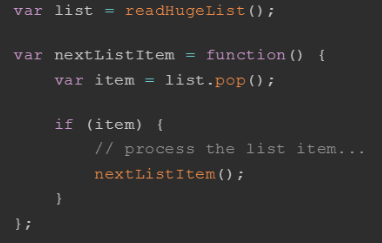 var list = readHugeList();
var nextListItem = function() {
var item = list.pop();
if (item) {
// process the list item...
nextListItem();
}
};